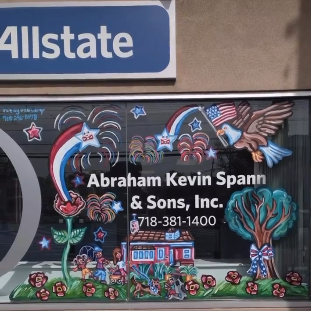 Allstate
Abraham Kevin Spann
& Sons, Inc.
718-381-1400